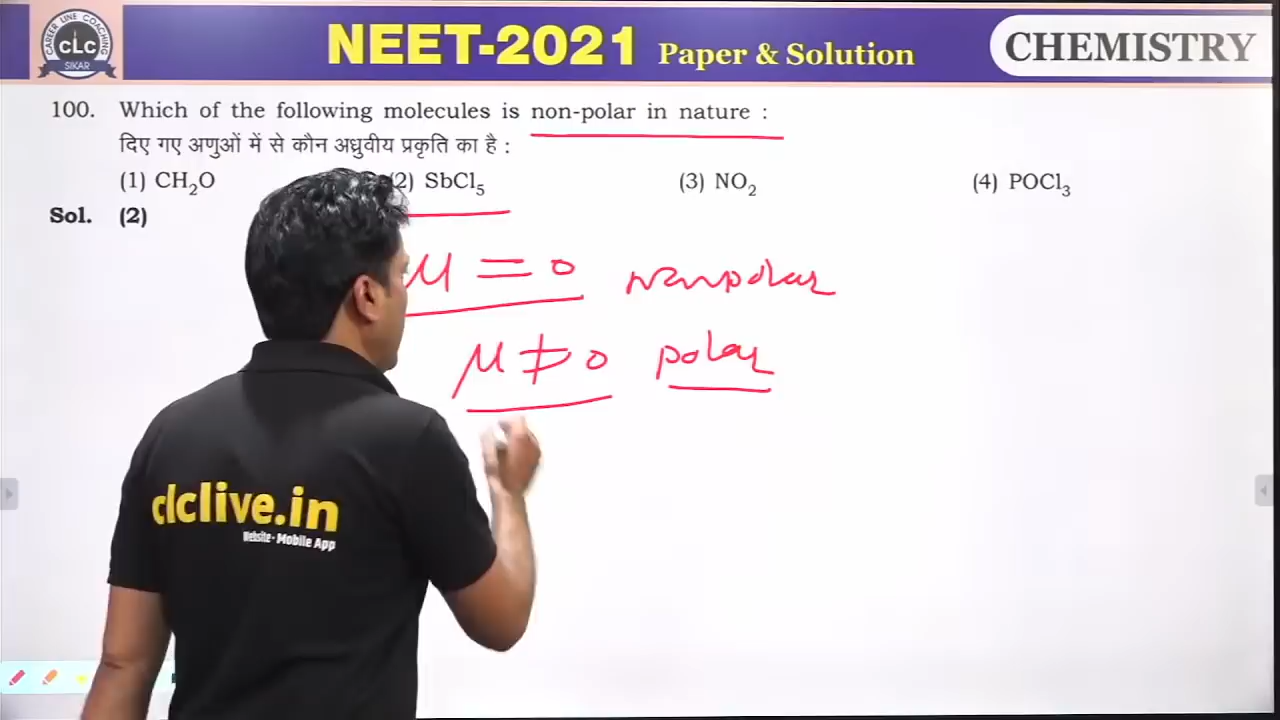 CAREER LINE COACHING
CLC
SIKAR
NEET-2021 Paper & Solution
CHEMISTRY
100. Which of the following molecules is non-polar in nature :
दिए गए अणुओं में से कौन अध्रुवीय प्रकृति का है :
(1) CH₂O (2) SbCl₅ (3) NO₂ (4) POCl₃
Sol. (2)
μ = 0 nonpolar
μ ≠ 0 polar
clclive.in
Website - Mobile App